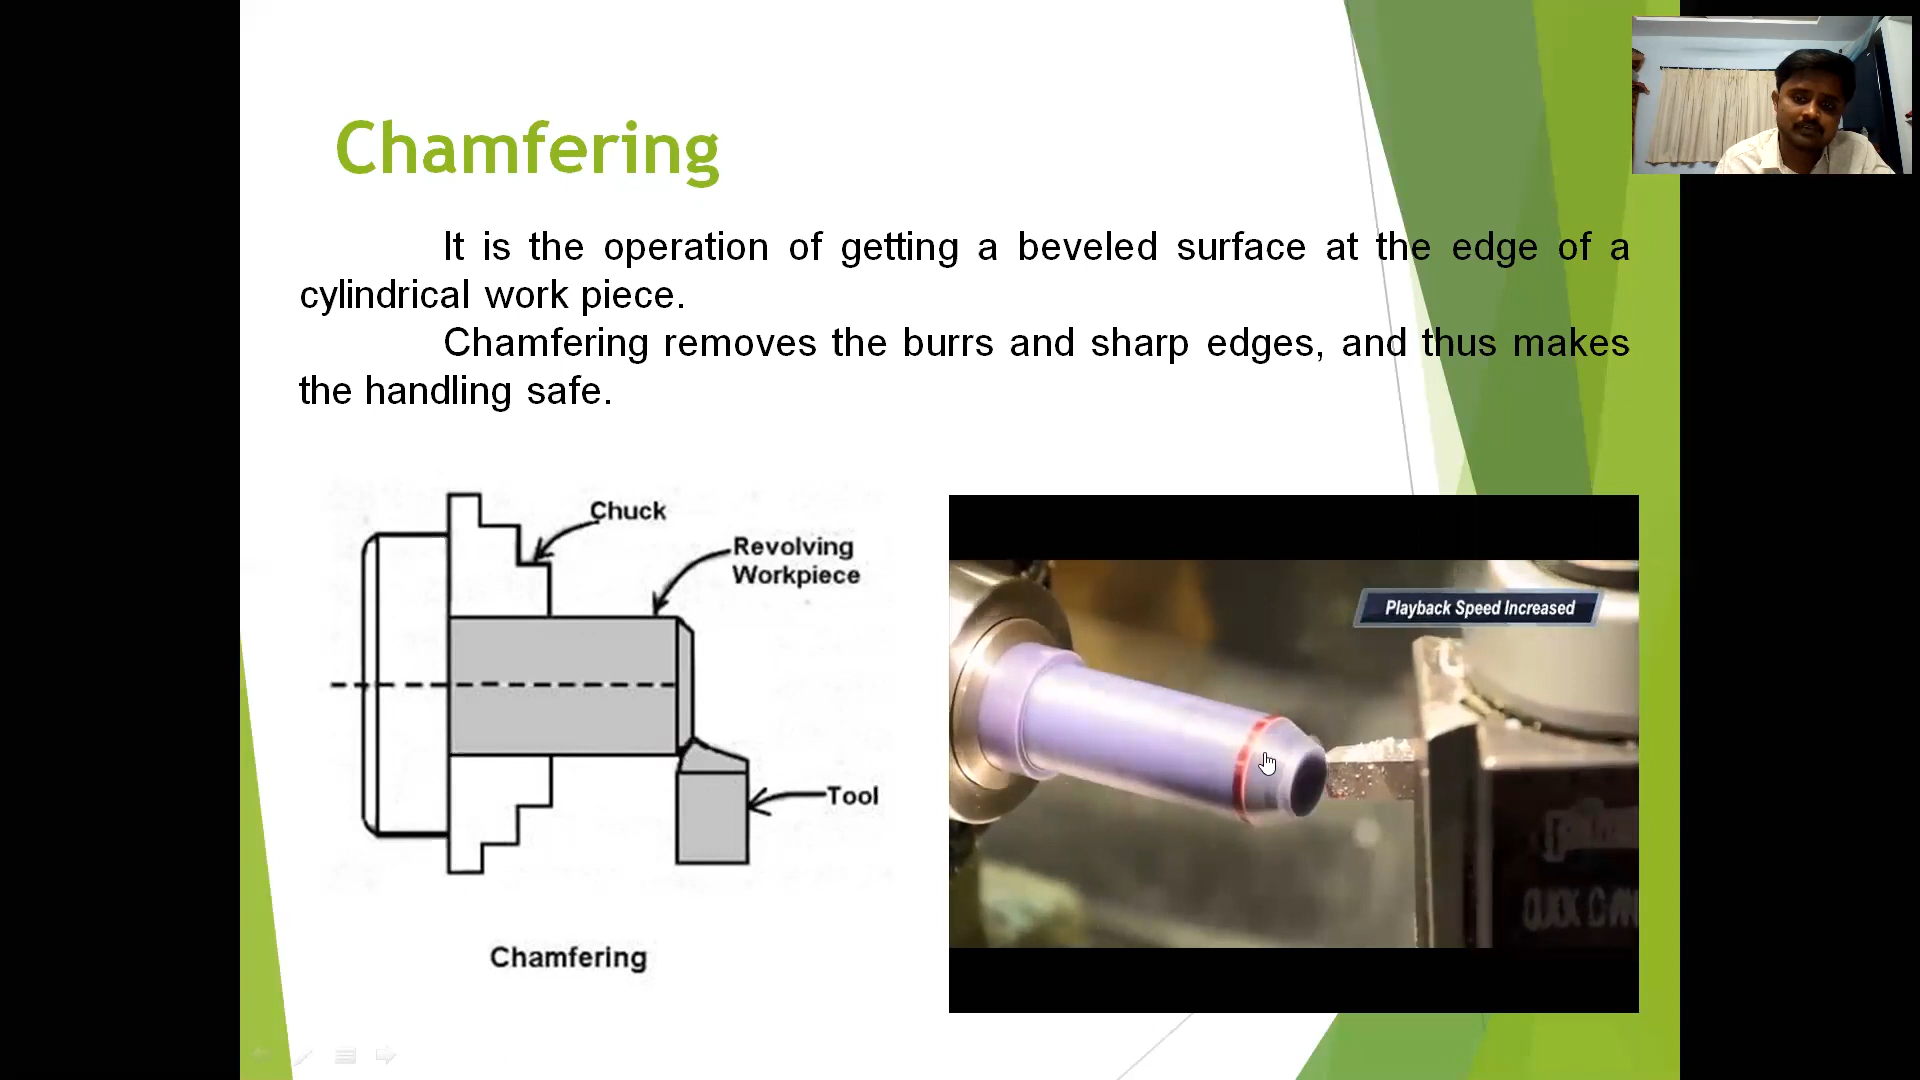 Chamfering
It is the operation of getting a beveled surface at the edge of a
cylindrical work piece.
Chamfering removes the burrs and sharp edges, and thus makes
the handling safe.
Chuck
Revolving
Workpiece
Tool
Chamfering
Playback Speed Increased
QUICK